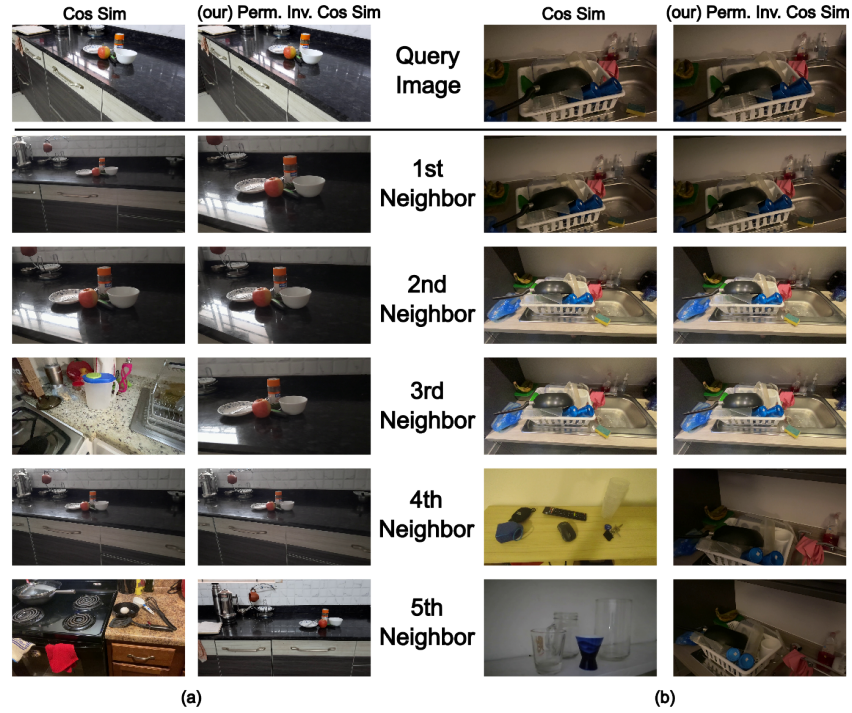 Cos Sim
(our) Perm. Inv. Cos Sim
Cos Sim
(our) Perm. Inv. Cos Sim
Query
Image
1st
Neighbor
2nd
Neighbor
3rd
Neighbor
4th
Neighbor
5th
Neighbor
(a)
(b)